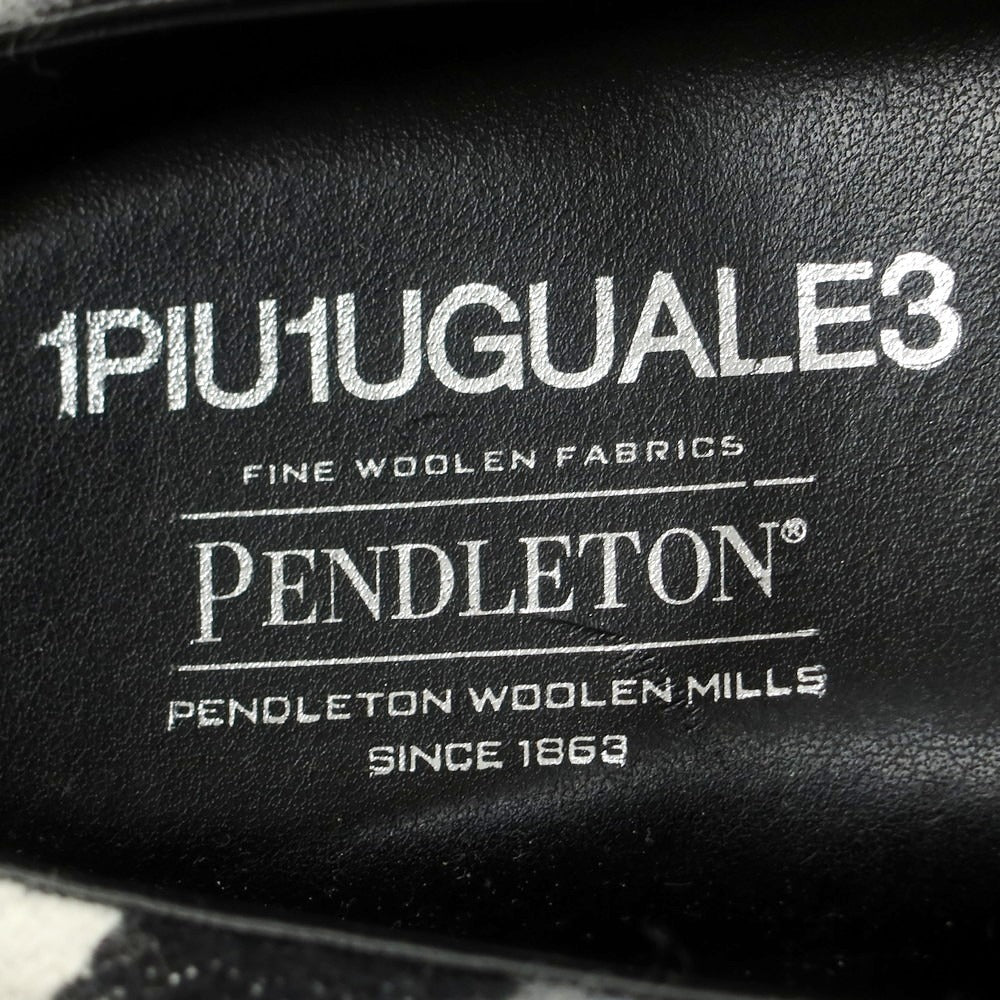 1PIU1UGUALE3
FINE WOOLEN FABRICS
PENDLETON®
PENDLETON WOOLEN MILLS
SINCE 1863